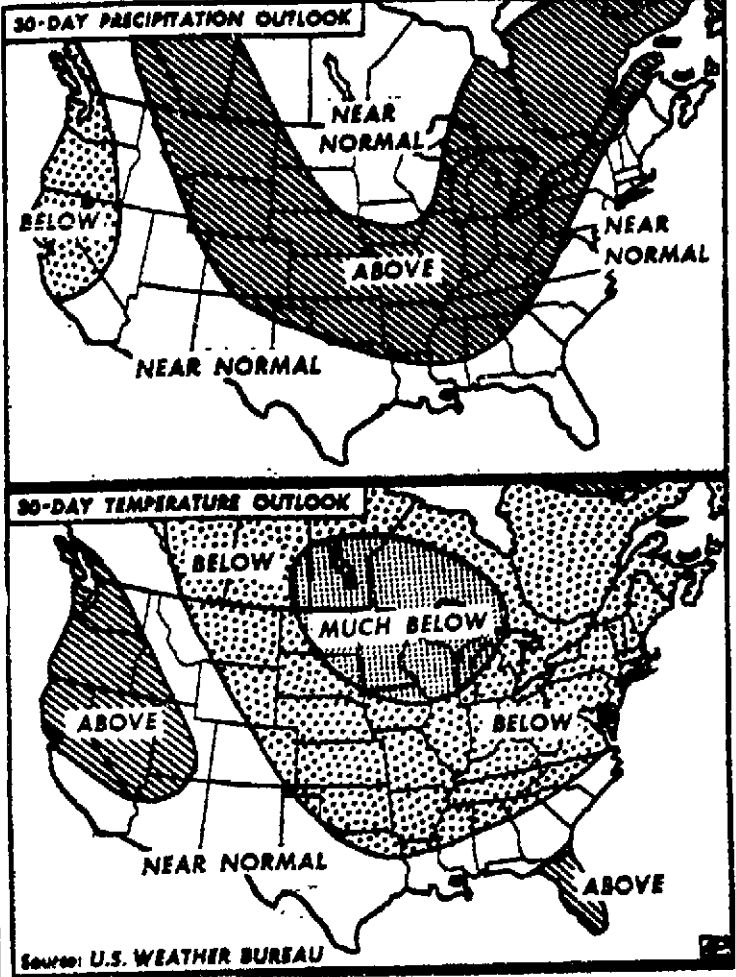 30-DAY PRECIPITATION OUTLOOK
NEAR
NORMAL
BELOW
NEAR
NORMAL
ABOVE
NEAR NORMAL
30-DAY TEMPERATURE OUTLOOK
BELOW
MUCH BELOW
ABOVE
BELOW
NEAR NORMAL
ABOVE
Source: U.S. WEATHER BUREAU